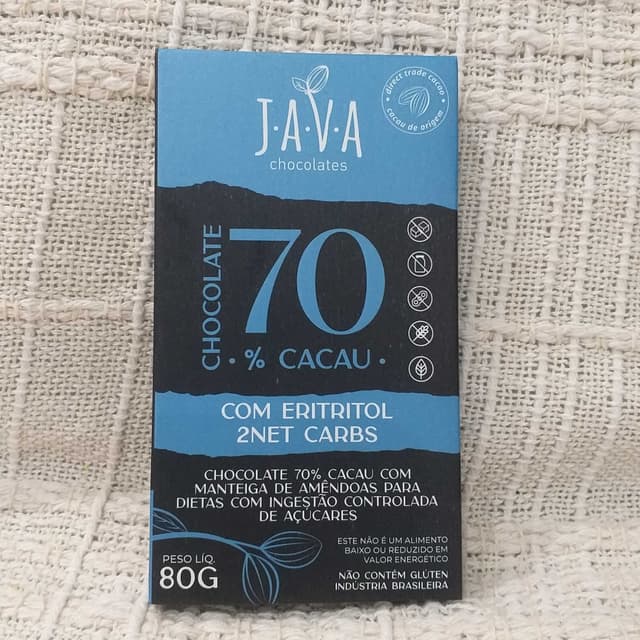 J.A.V.A
chocolates
direct trade cacao
cacau de origem
CHOCOLATE
70
% CACAU
COM ERITRITOL
2NET CARBS
CHOCOLATE 70% CACAU COM
MANTEIGA DE AMÊNDOAS PARA
DIETAS COM INGESTÃO CONTROLADA
DE AÇÚCARES
ESTE NÃO É UM ALIMENTO
BAIXO OU REDUZIDO EM
VALOR ENERGÉTICO
PESO LÍQ.
80G
NÃO CONTÉM GLÚTEN
INDÚSTRIA BRASILEIRA